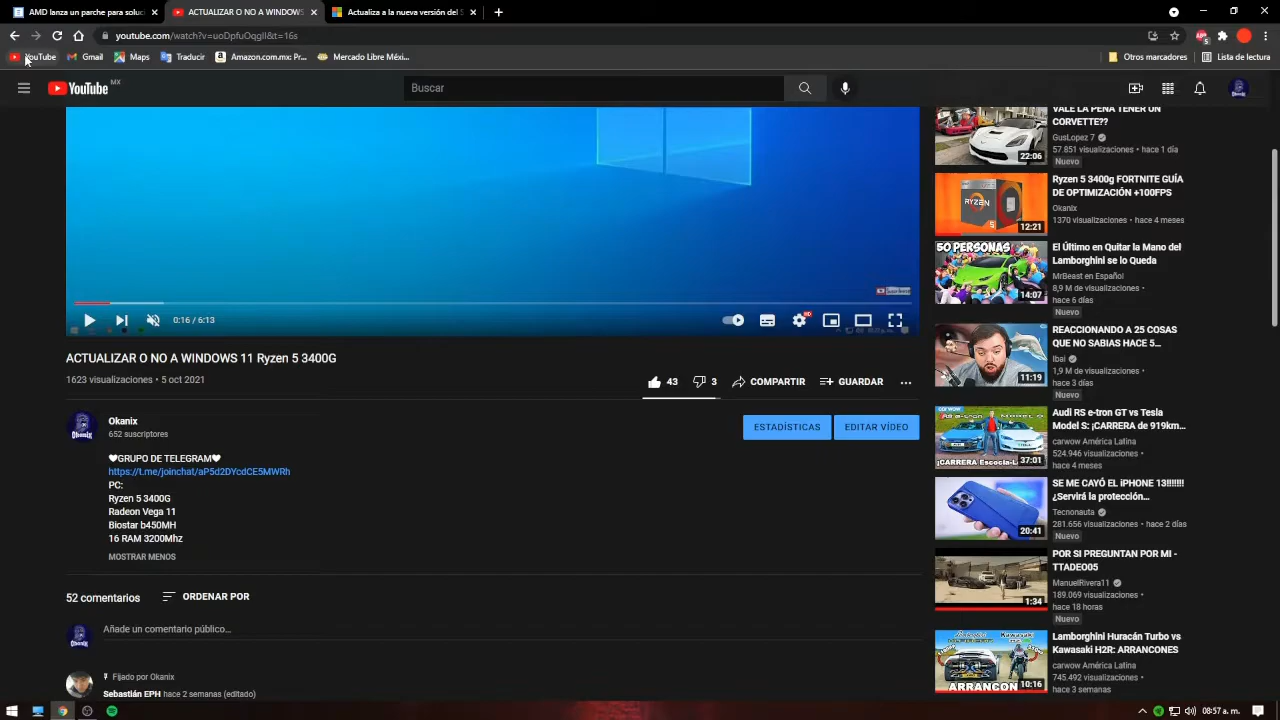 AMD lanza un parche para soluci
ACTUALIZAR O NO A WINDOWS
Actualiza a la nueva versión del S
youtube.com/watch?v=uoDpfuOqgII&t=16s
YouTube
Gmail
Maps
Traducir
Amazon.com.mx: Pr...
Mercado Libre Méxi...
Otros marcadores
Lista de lectura
YouTube MX
Buscar
0:16 / 6:13
HD
ACTUALIZAR O NO A WINDOWS 11 Ryzen 5 3400G
1623 visualizaciones • 5 oct 2021
43
3
COMPARTIR
GUARDAR
Okanix
652 suscriptores
ESTADÍSTICAS
EDITAR VÍDEO
❤GRUPO DE TELEGRAM❤
https://t.me/joinchat/aP5d2DYcdCE5MWRh
PC:
Ryzen 5 3400G
Radeon Vega 11
Biostar b450MH
16 RAM 3200Mhz
MOSTRAR MENOS
52 comentarios
ORDENAR POR
Añade un comentario público...
Fijado por Okanix
Sebastián EPH hace 2 semanas (editado)
VALE LA PENA TENER UN
CORVETTE??
GusLopez 7
57.851 visualizaciones • hace 1 día
Nuevo
22:06
Ryzen 5 3400g FORTNITE GUÍA
DE OPTIMIZACIÓN +100FPS
Okanix
1370 visualizaciones • hace 4 meses
RYZEN
5
12:21
El Último en Quitar la Mano del
Lamborghini se lo Queda
MrBeast en Español
8,9 M de visualizaciones •
hace 6 días
Nuevo
50 PERSONAS
14:07
REACCIONANDO A 25 COSAS
QUE NO SABIAS HACE 5...
Ibai
1,9 M de visualizaciones •
hace 3 días
Nuevo
11:19
Audi RS e-tron GT vs Tesla
Model S: ¡CARRERA de 919km...
carwow América Latina
524.946 visualizaciones •
hace 4 meses
37:01
SE ME CAYÓ EL iPHONE 13!!!!!!!
¿Servirá la protección...
Tecnonauta
281.656 visualizaciones • hace 2 días
Nuevo
20:41
POR SI PREGUNTAN POR MI -
TTADEO05
ManuelRivera11
189.069 visualizaciones •
hace 18 horas
Nuevo
1:34
Lamborghini Huracán Turbo vs
Kawasaki H2R: ARRANCONES
carwow América Latina
745.492 visualizaciones •
hace 3 semanas
ARRANCON
10:16
08:57 a. m.